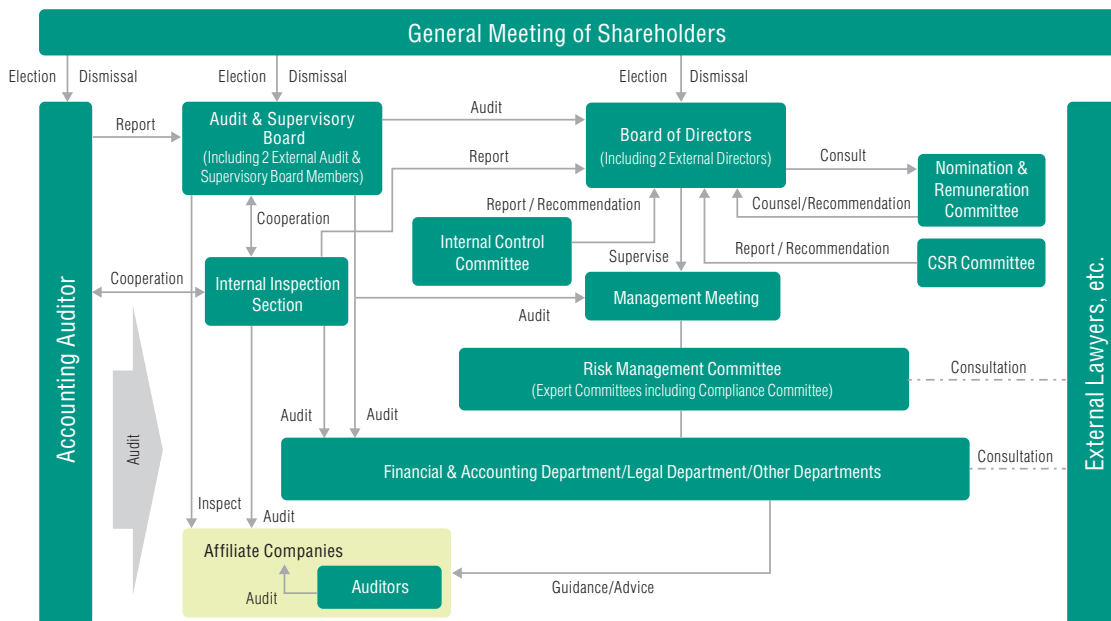 General Meeting of Shareholders
Election
Dismissal
Election
Dismissal
Election
Dismissal
Accounting Auditor
Report
Audit & Supervisory
Board
(Including 2 External Audit &
Supervisory Board Members)
Audit
Report
Board of Directors
(Including 2 External Directors)
Consult
Nomination &
Remuneration
Committee
Counsel/Recommendation
Cooperation
Report / Recommendation
Internal Control
Committee
Supervise
Report / Recommendation
CSR Committee
External Lawyers, etc.
Cooperation
Internal Inspection
Section
Management Meeting
Audit
Risk Management Committee
(Expert Committees including Compliance Committee)
Consultation
Audit
Audit
Audit
Financial & Accounting Department/Legal Department/Other Departments
Consultation
Inspect
Audit
Affiliate Companies
Auditors
Audit
Guidance/Advice